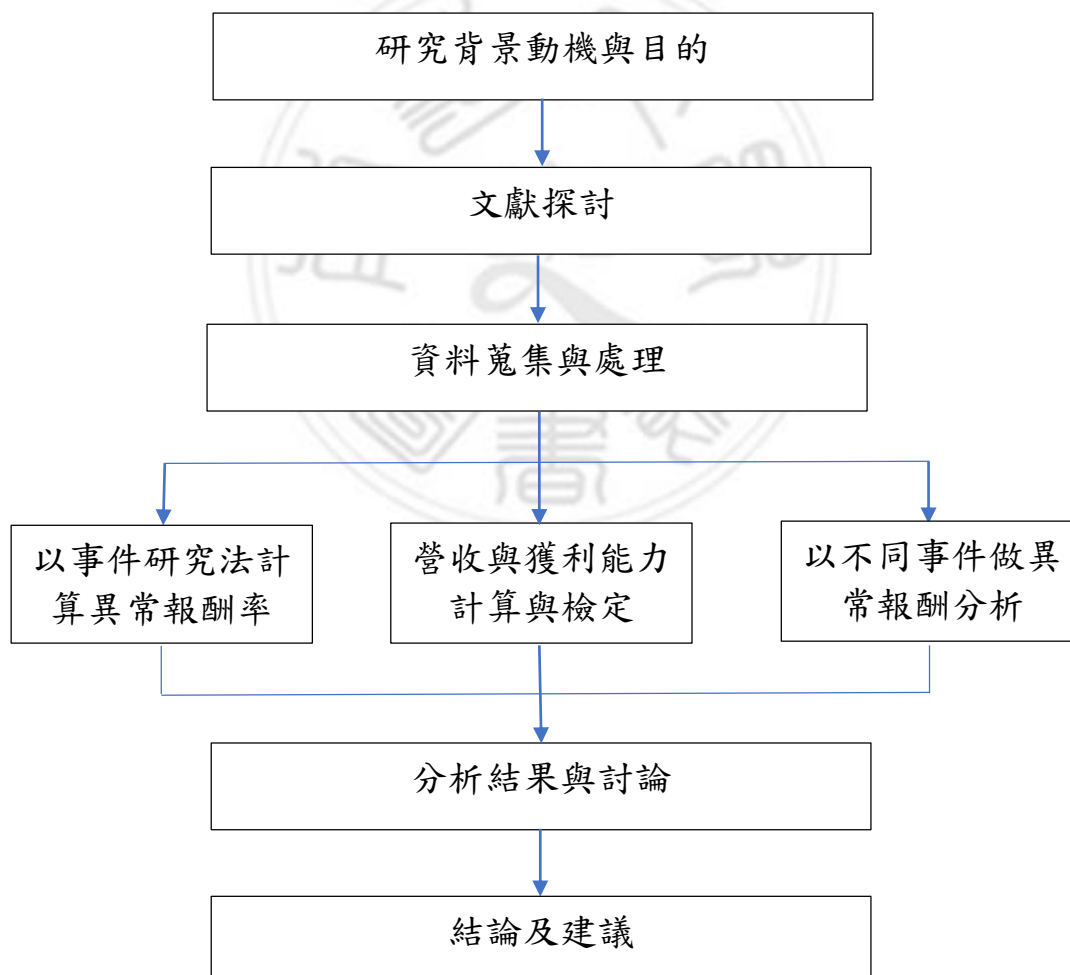 研究背景動機與目的
文獻探討
資料蒐集與處理
以事件研究法計
算異常報酬率
營收與獲利能力
計算與檢定
以不同事件做異
常報酬分析
分析結果與討論
結論及建議